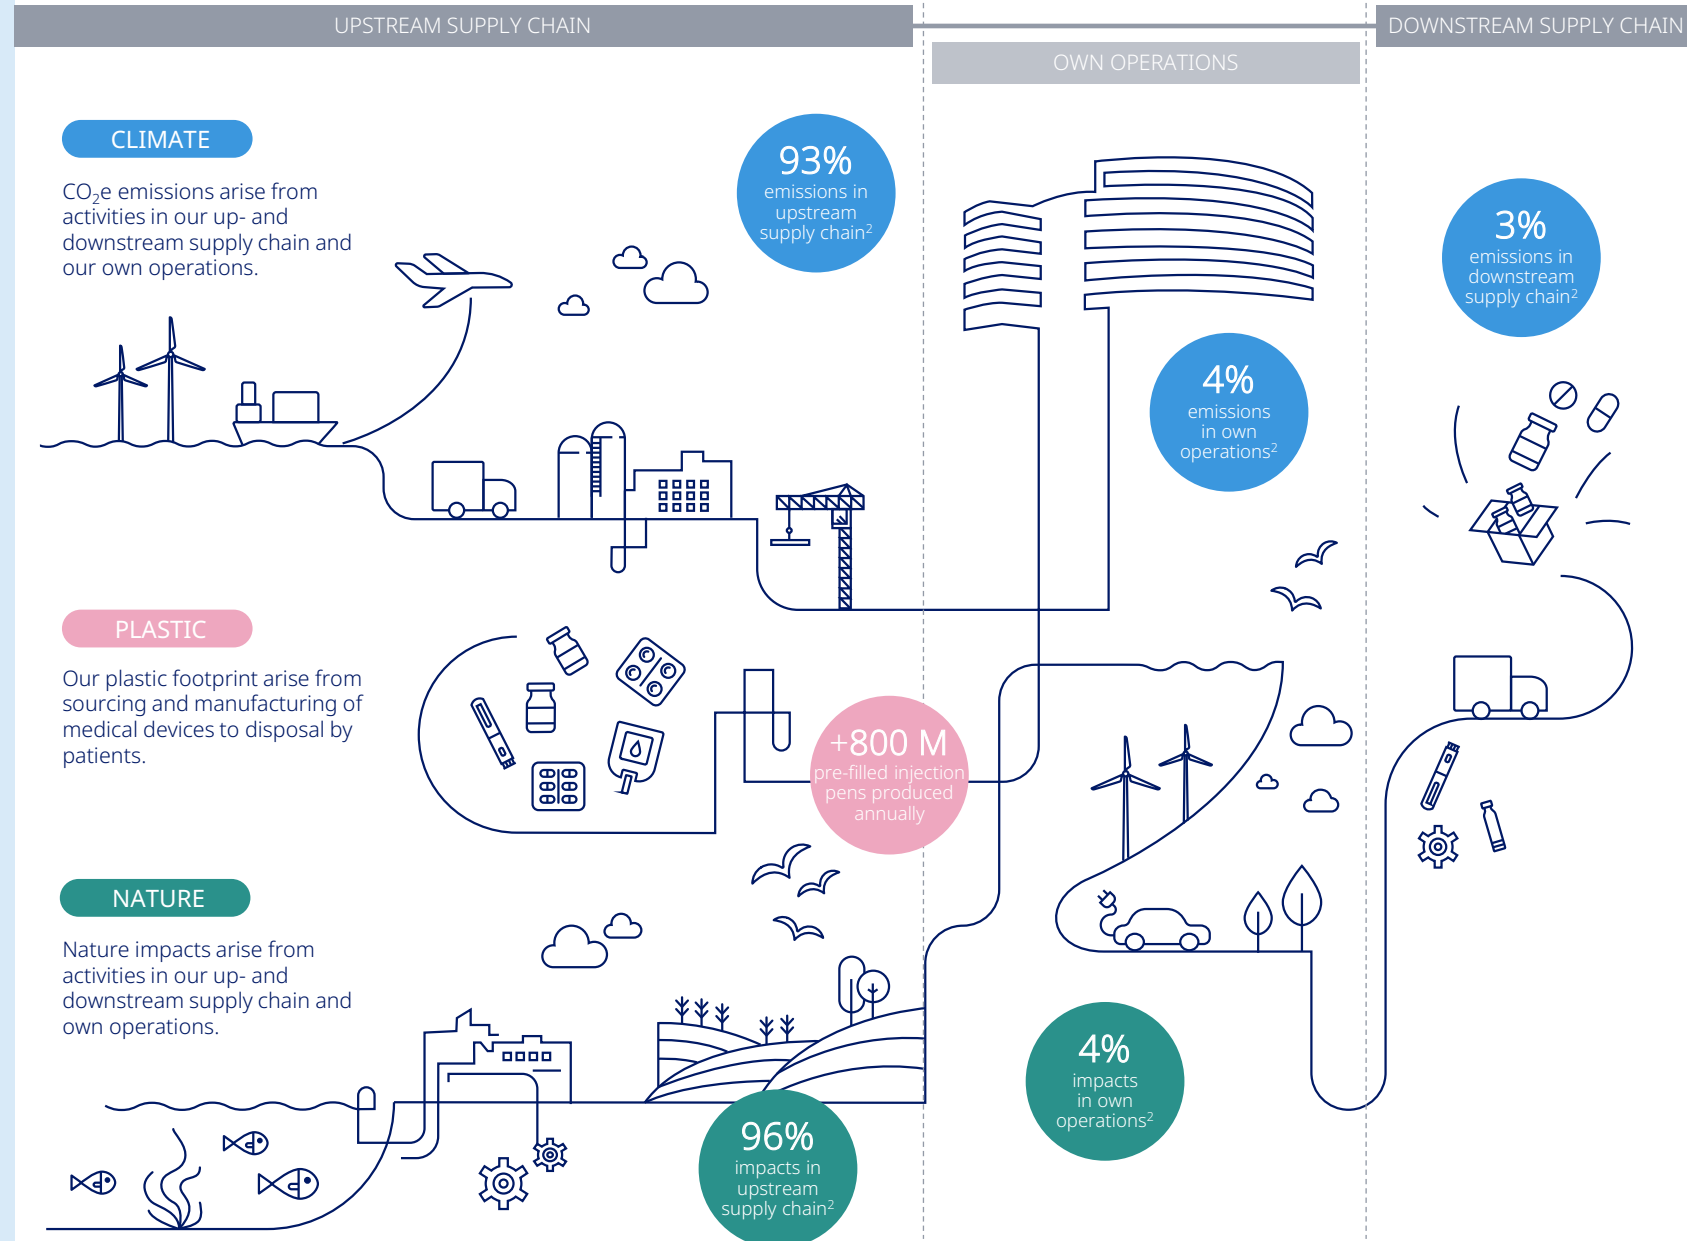 UPSTREAM SUPPLY CHAIN
OWN OPERATIONS
DOWNSTREAM SUPPLY CHAIN
CLIMATE
CO₂e emissions arise from
activities in our up- and
downstream supply chain and
our own operations.
93%
emissions in
upstream
supply chain²
4%
emissions
in own
operations²
3%
emissions in
downstream
supply chain²
PLASTIC
Our plastic footprint arise from
sourcing and manufacturing of
medical devices to disposal by
patients.
+800 M
pre-filled injection
pens produced
annually
NATURE
Nature impacts arise from
activities in our up- and
downstream supply chain and
own operations.
96%
impacts in
upstream
supply chain²
4%
impacts
in own
operations²